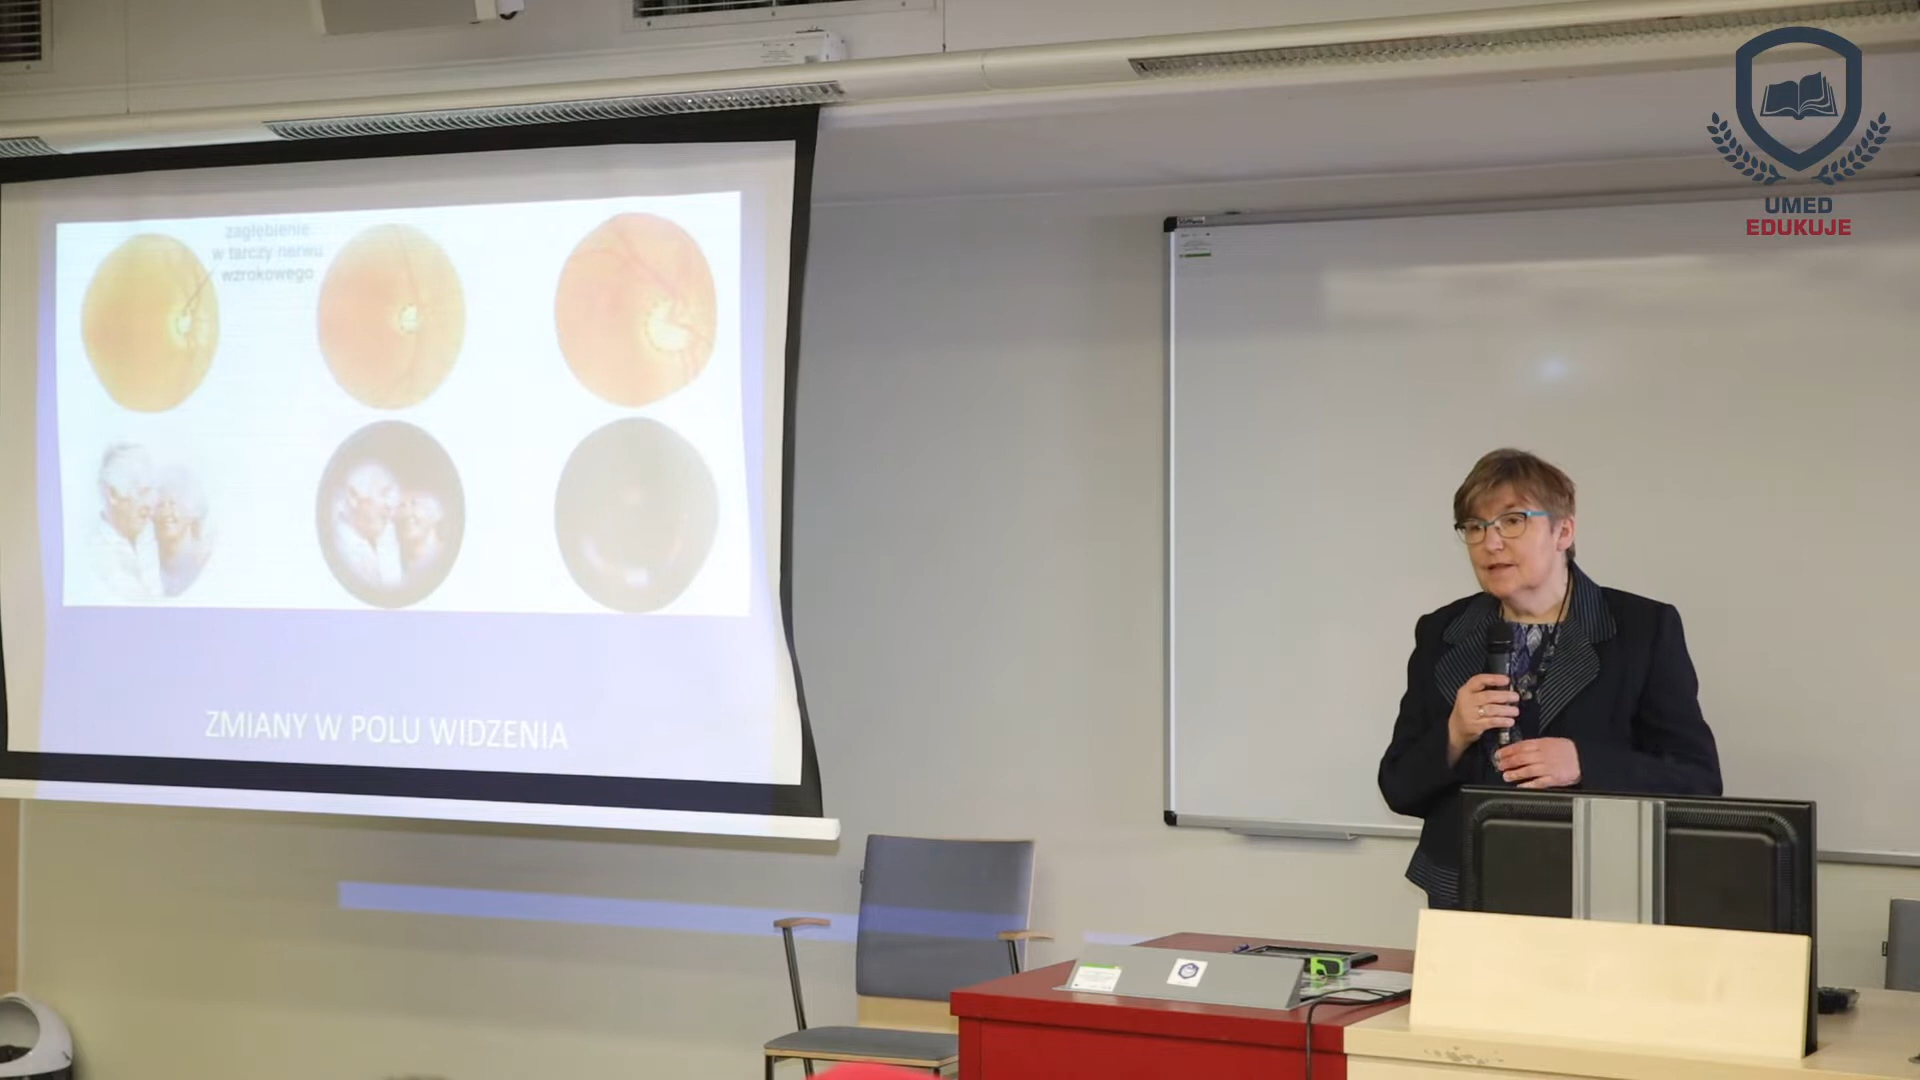 zagłębienie
w tarczy nerwu
wzrokowego
ZMIANY W POLU WIDZENIA
UMED
EDUKUJE